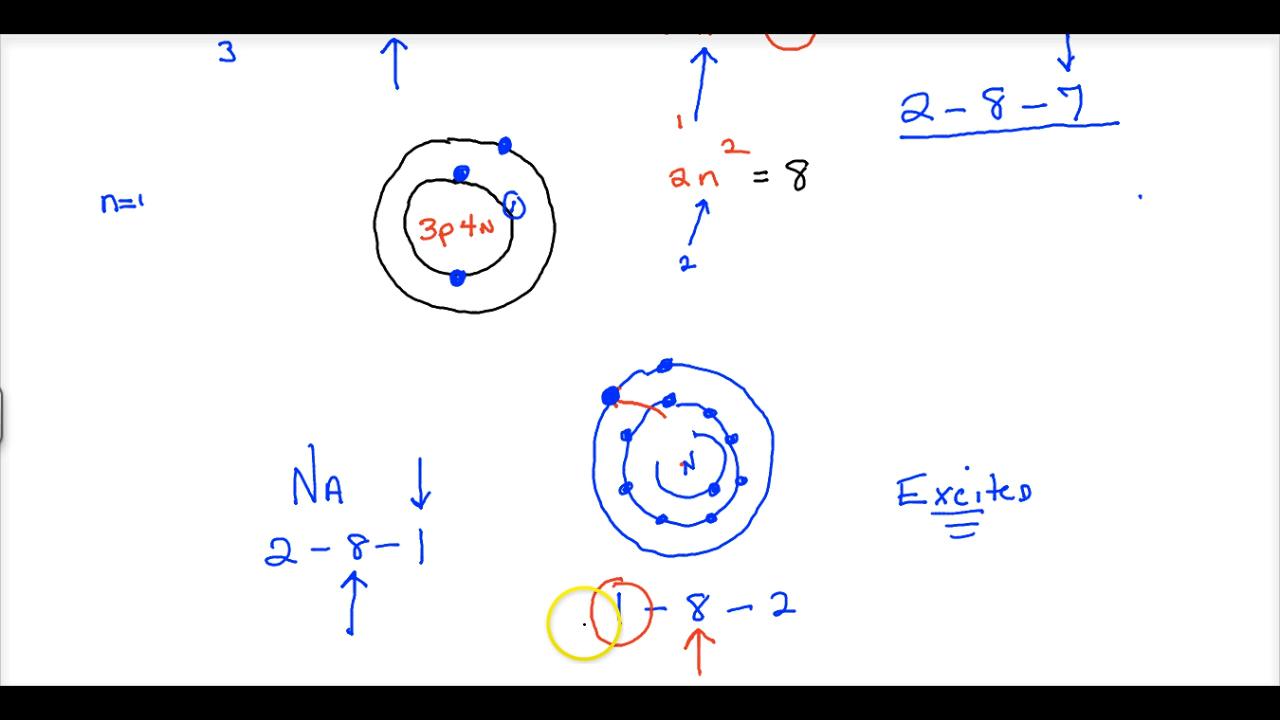 3
2 - 8 - 7
1
2n² = 8
n=1
3p 4N
2
N
NA
Excited
2 - 8 - 1
1 - 8 - 2